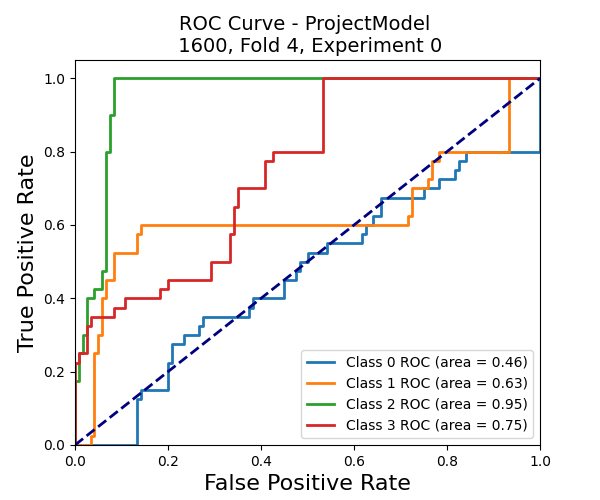 ROC Curve - ProjectModel
1600, Fold 4, Experiment 0
True Positive Rate
1.0
0.8
0.6
0.4
0.2
0.0
0.0 0.2 0.4 0.6 0.8 1.0
False Positive Rate
Class 0 ROC (area = 0.46)
Class 1 ROC (area = 0.63)
Class 2 ROC (area = 0.95)
Class 3 ROC (area = 0.75)